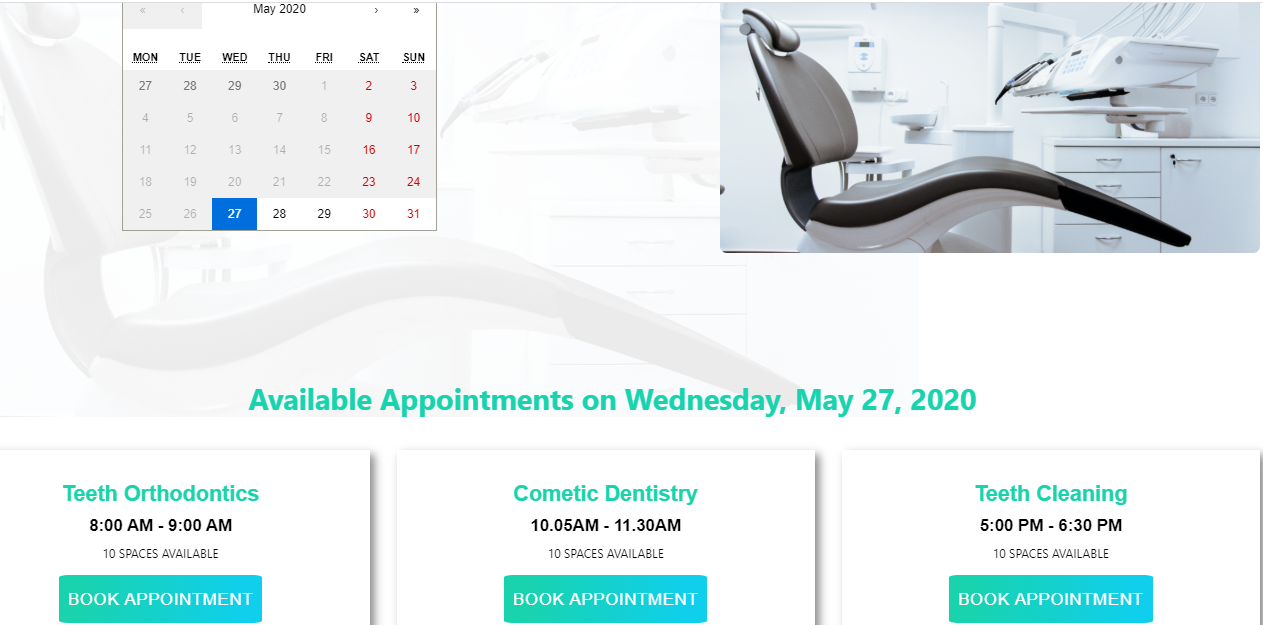 « ‹ May 2020 › »
MON TUE WED THU FRI SAT SUN
27 28 29 30 1 2 3
4 5 6 7 8 9 10
11 12 13 14 15 16 17
18 19 20 21 22 23 24
25 26 27 28 29 30 31
Available Appointments on Wednesday, May 27, 2020
Teeth Orthodontics
8:00 AM - 9:00 AM
10 SPACES AVAILABLE
BOOK APPOINTMENT
Cometic Dentistry
10.05AM - 11.30AM
10 SPACES AVAILABLE
BOOK APPOINTMENT
Teeth Cleaning
5:00 PM - 6:30 PM
10 SPACES AVAILABLE
BOOK APPOINTMENT